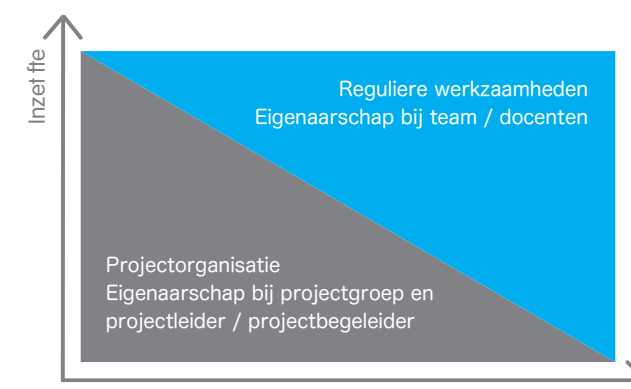 Inzet fte
Reguliere werkzaamheden
Eigenaarschap bij team / docenten
Projectorganisatie
Eigenaarschap bij projectgroep en
projectleider / projectbegeleider